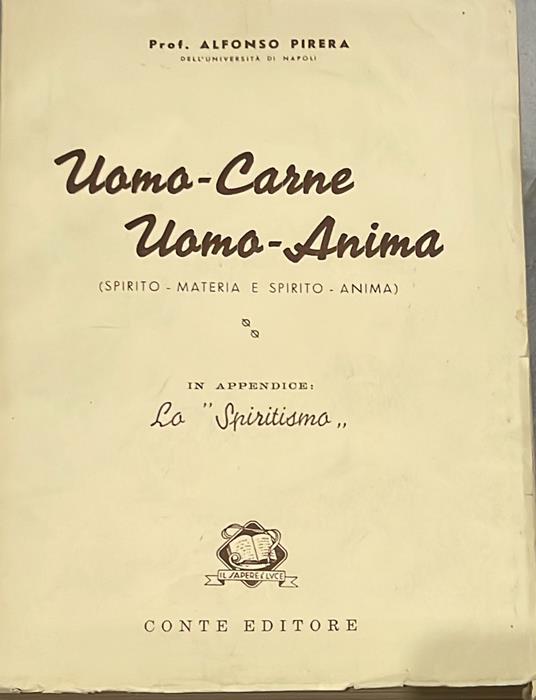 Prof. ALFONSO PIRERA
DELL'UNIVERSITÀ DI NAPOLI
Uomo-Carne
Uomo-Anima
(SPIRITO - MATERIA E SPIRITO - ANIMA)
IN APPENDICE:
Lo "Spiritismo„
IL SAPERE È LVCE
CONTE EDITORE